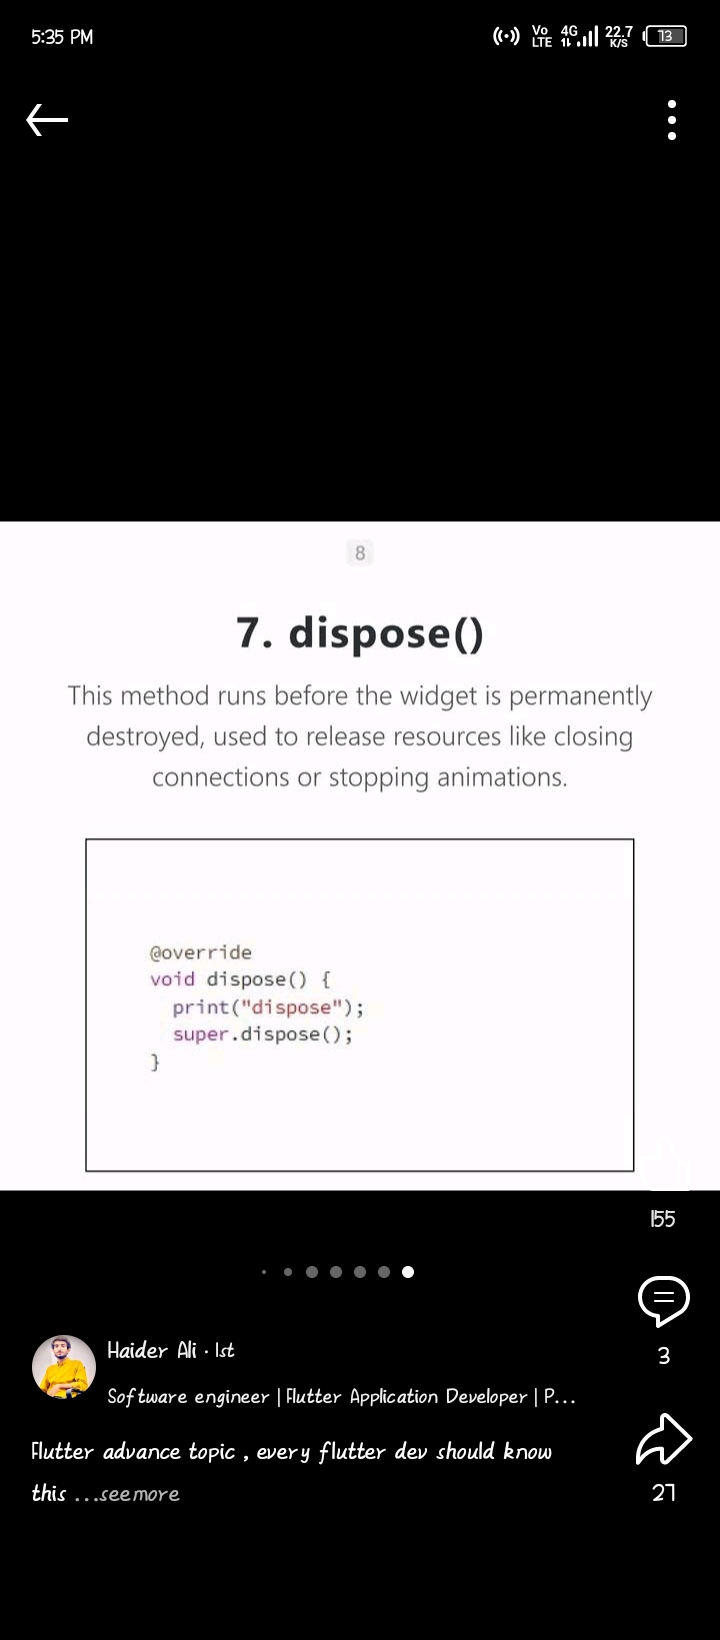 5:35 PM
Vo LTE 4G 22.7 K/S 73
8
7. dispose()
This method runs before the widget is permanently
destroyed, used to release resources like closing
connections or stopping animations.
@override
void dispose() {
print("dispose");
super.dispose();
}
155
3
Haider Ali · 1st
Software engineer | Flutter Application Developer | P...
Flutter advance topic , every flutter dev should know
this ...see more
27